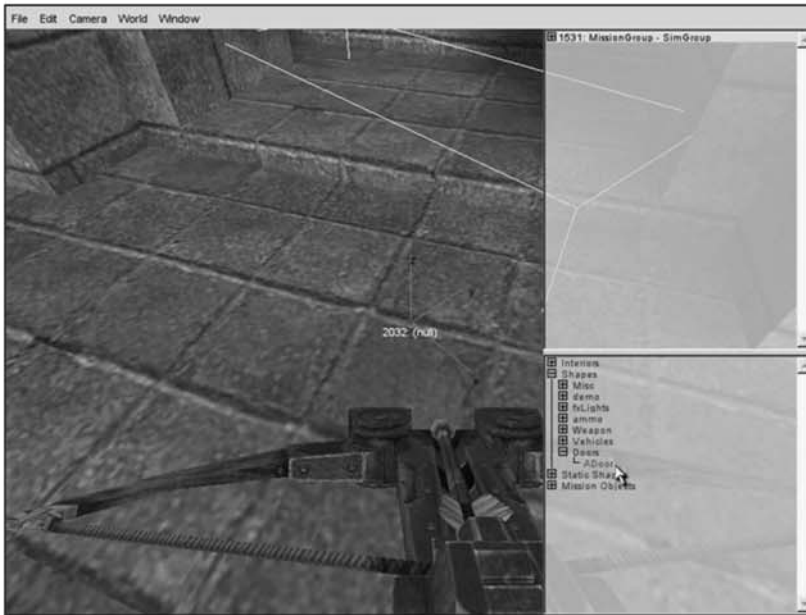 File Edit Camera World Window
1531: MissionGroup - SimGroup
2032: (null)
Interiors
Shapes
Misc
demo
fxLights
ammo
Weapon
Vehicles
Doors
ADoor
Static Shap
Mission Objects